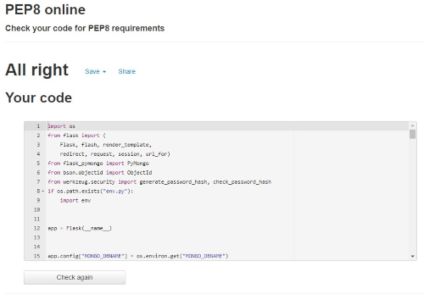 PEP8 online
Check your code for PEP8 requirements
All right Save Share
Your code
1 import os
2 from flask import (
3 Flask, flash, render_template,
4 redirect, request, session, url_for)
5 from flask_pymongo import PyMongo
6 from bson.objectid import ObjectId
7 from werkzeug.security import generate_password_hash, check_password_hash
8 if os.path.exists("env.py"):
9 import env
10
11
12 app = Flask(__name__)
13
14
15 app.config["MONGO_DBNAME"] = os.environ.get("MONGO_DBNAME")
Check again